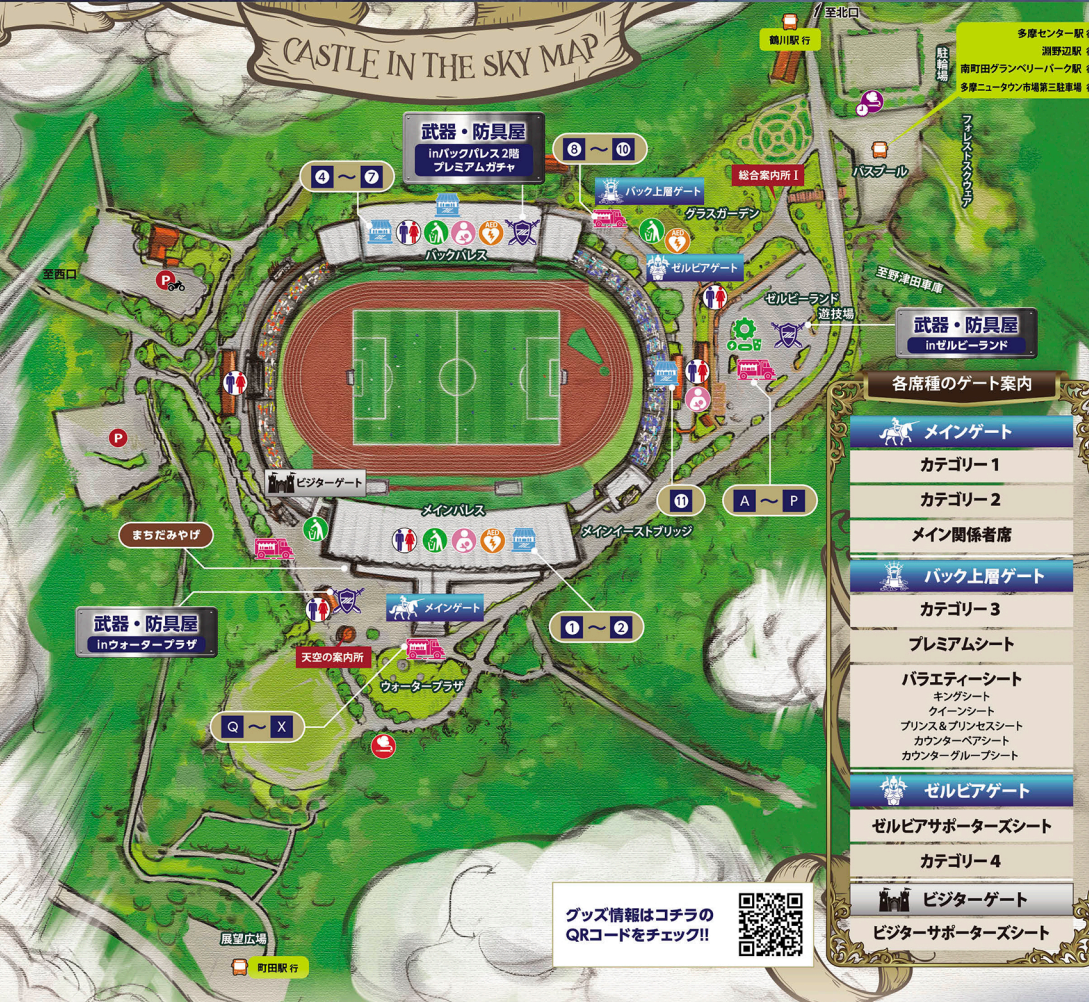 CASTLE IN THE SKY MAP
至北口
鶴川駅 行
駐輪場
多摩センター駅
淵野辺駅
南町田グランベリーパーク駅
多摩ニュータウン市場第三駐車場
バスプール
フォレストスクウェア
武器・防具屋
inバックパレス2階
プレミアムガチャ
④～⑦
⑧～⑩
バック上層ゲート
総合案内所Ⅰ
グラスガーデン
AED
AED
バックパレス
ゼルビアゲート
至西口
P
至野津田車庫
ゼルビーランド
遊技場
武器・防具屋
inゼルビーランド
P
ビジターゲート
⑪
A～P
メインパレス
メインイーストブリッジ
AED
まちだみやげ
武器・防具屋
inウォータープラザ
メインゲート
①～②
天空の案内所
ウォータープラザ
Q～X
展望広場
町田駅 行
グッズ情報はコチラの
QRコードをチェック!!
各席種のゲート案内
メインゲート
カテゴリー1
カテゴリー2
メイン関係者席
バック上層ゲート
カテゴリー3
プレミアムシート
バラエティーシート
キングシート
クイーンシート
プリンス＆プリンセスシート
カウンターペアシート
カウンターグループシート
ゼルビアゲート
ゼルビアサポーターズシート
カテゴリー4
ビジターゲート
ビジターサポーターズシート